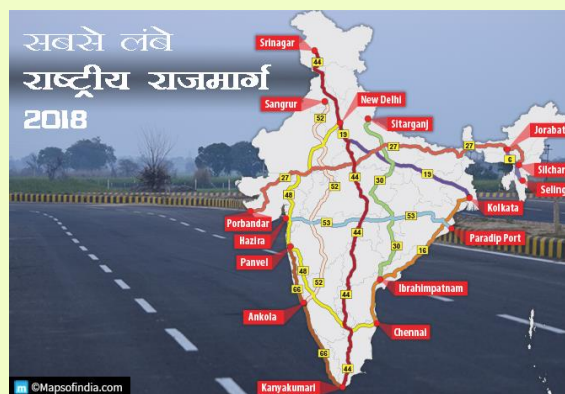 सबसे लंबे
राष्ट्रीय राजमार्ग
2018
Srinagar
44
Sangrur
52
New Delhi
19
Sitarganj
44
27
27
Jorabat
6
Silchar
Seling
52
27
48
44
30
19
Kolkata
Porbandar
Hazira
53
53
Paradip Port
Panvel
48
44
30
16
52
Ibrahimpatnam
66
44
Ankola
Chennai
66
44
Kanyakumari
m ©MapsofIndia.com